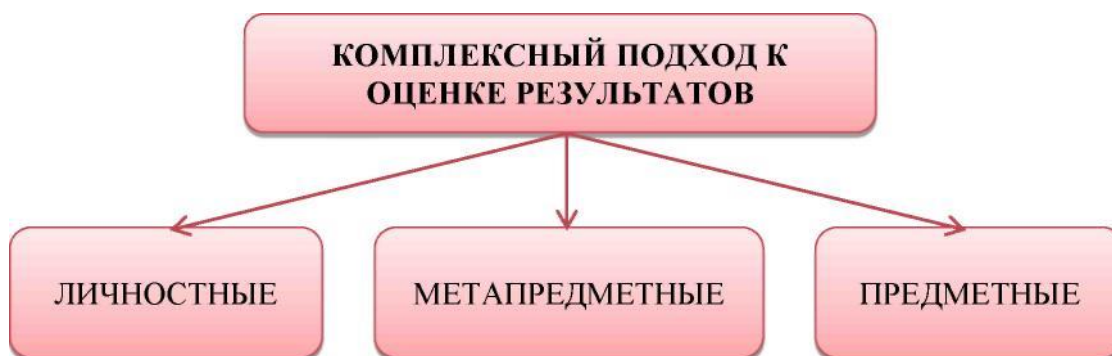 КОМПЛЕКСНЫЙ ПОДХОД К
ОЦЕНКЕ РЕЗУЛЬТАТОВ
ЛИЧНОСТНЫЕ
МЕТАПРЕДМЕТНЫЕ
ПРЕДМЕТНЫЕ